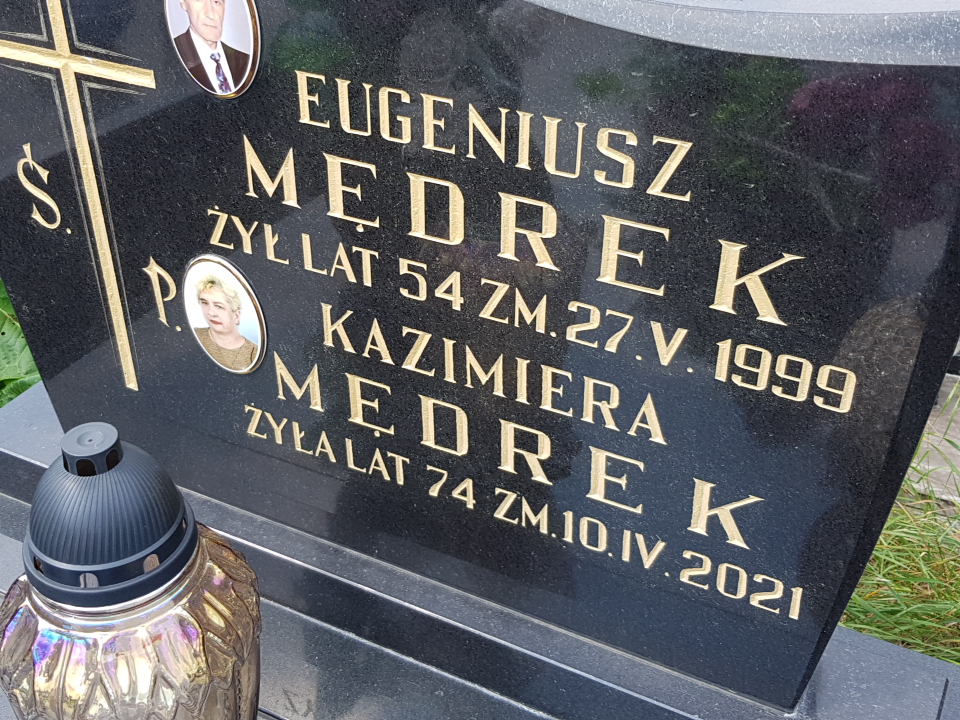 Ś. P.
EUGENIUSZ
MĘDREK
ŻYŁ LAT 54 ZM. 27. V. 1999
KAZIMIERA
MĘDREK
ŻYŁA LAT 74 ZM. 10. IV. 2021